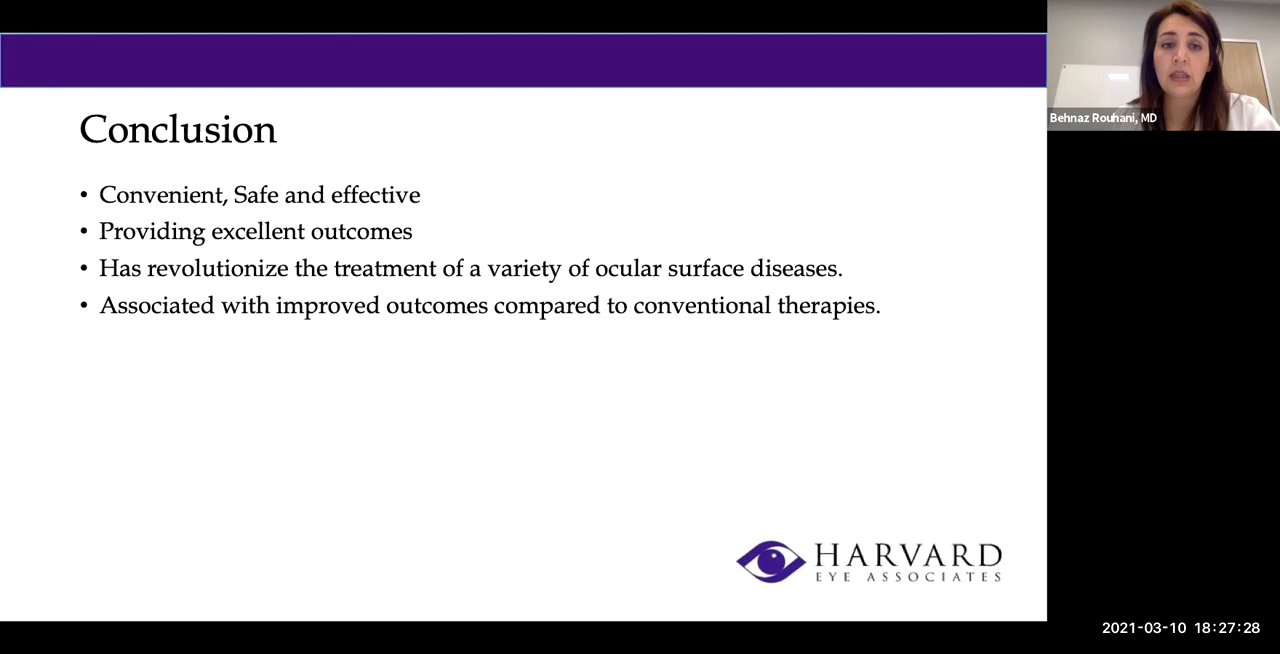 Behnaz Rouhani, MD
Conclusion
• Convenient, Safe and effective
• Providing excellent outcomes
• Has revolutionize the treatment of a variety of ocular surface diseases.
• Associated with improved outcomes compared to conventional therapies.
HARVARD
EYE ASSOCIATES
2021-03-10 18:27:28